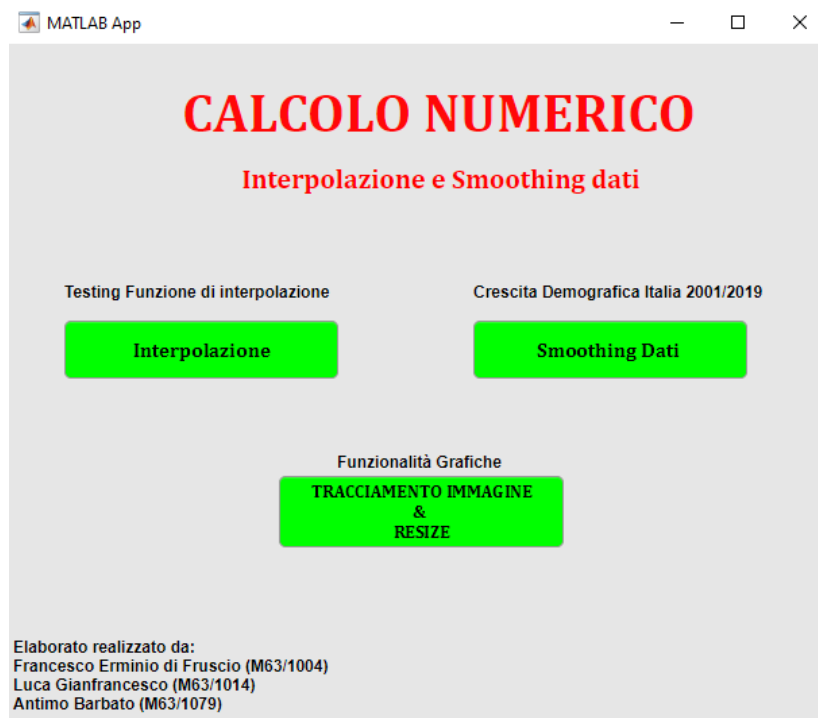 MATLAB App
CALCOLO NUMERICO
Interpolazione e Smoothing dati
Testing Funzione di interpolazione
Interpolazione
Crescita Demografica Italia 2001/2019
Smoothing Dati
Funzionalità Grafiche
TRACCIAMENTO IMMAGINE
&
RESIZE
Elaborato realizzato da:
Francesco Erminio di Fruscio (M63/1004)
Luca Gianfrancesco (M63/1014)
Antimo Barbato (M63/1079)